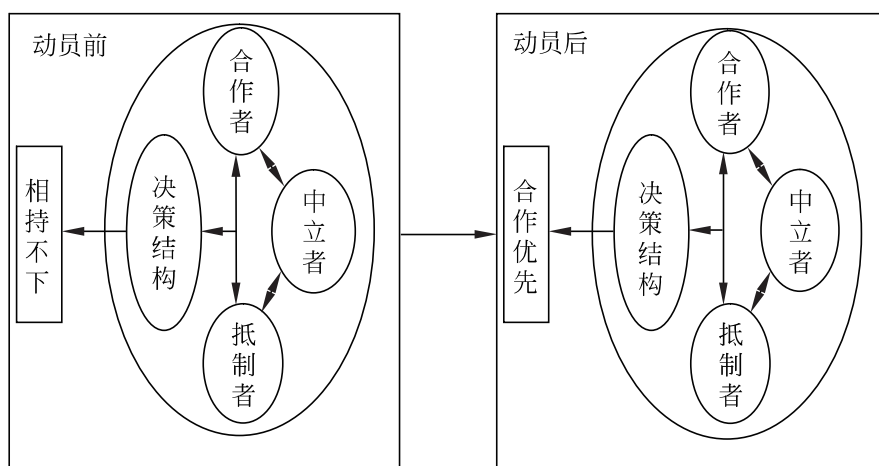 动员前
合作者
决策结构
中立者
相持不下
抵制者
动员后
合作者
决策结构
中立者
合作优先
抵制者